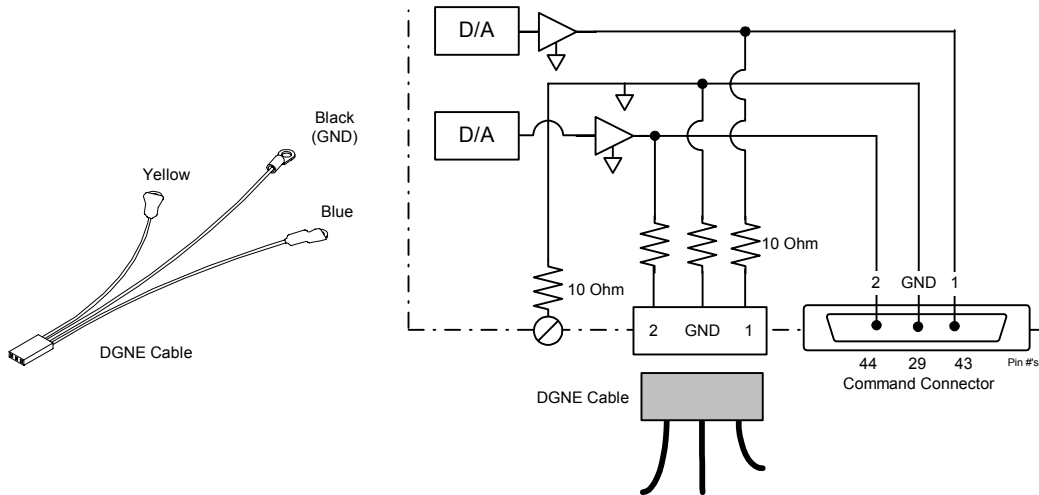 Black
(GND)
Yellow
Blue
DGNE Cable
D/A
D/A
10 Ohm
10 Ohm
2 GND 1
2 GND 1
44 29 43 Pin #'s
Command Connector
DGNE Cable